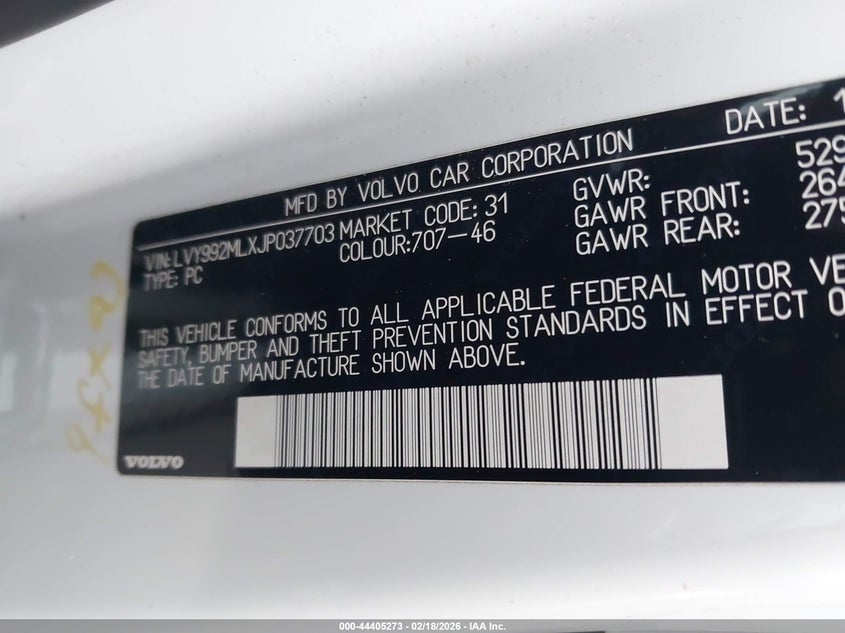 DATE: 1
MFD BY VOLVO CAR CORPORATION
VIN: LVY992MLXJP037703 MARKET CODE: 31 GVWR: 529
TYPE: PC COLOUR: 707-46 GAWR FRONT: 264
GAWR REAR: 275
THIS VEHICLE CONFORMS TO ALL APPLICABLE FEDERAL MOTOR VE
SAFETY, BUMPER AND THEFT PREVENTION STANDARDS IN EFFECT O
THE DATE OF MANUFACTURE SHOWN ABOVE.
VOLVO
000-44405273 - 02/18/2026 - IAA Inc.